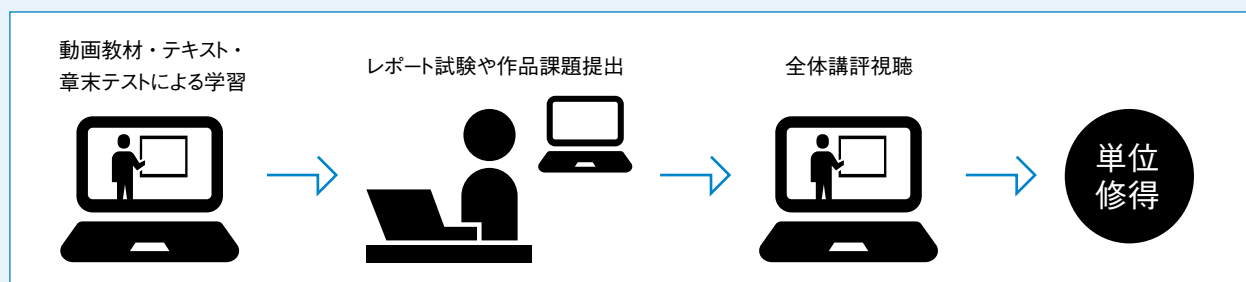 動画教材・テキスト・
章末テストによる学習
レポート試験や作品課題提出
全体講評視聴
単位
修得